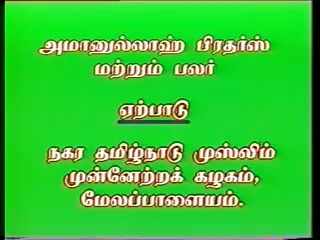 அமானுல்லாஹ் பிரதர்ஸ்
மற்றும் பலர்
ஏற்பாடு
நகர தமிழ்நாடு முஸ்லிம்
முன்னேற்றக் கழகம்,
மேலப்பாளையம்.